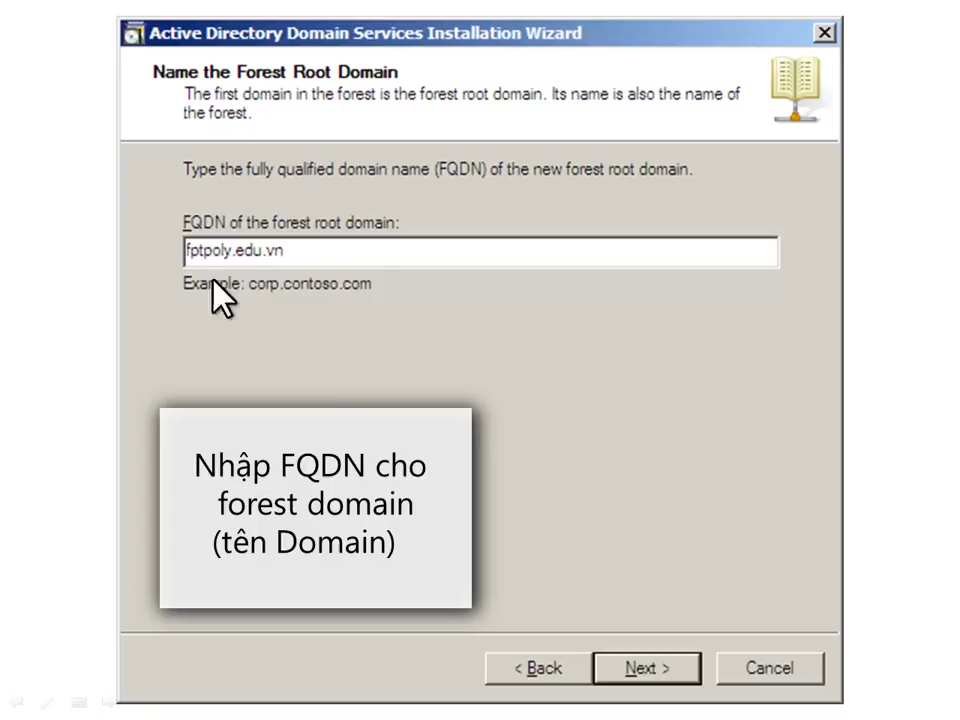 Active Directory Domain Services Installation Wizard
Name the Forest Root Domain
The first domain in the forest is the forest root domain. Its name is also the name of
the forest.
Type the fully qualified domain name (FQDN) of the new forest root domain.
FQDN of the forest root domain:
fptpoly.edu.vn
Example: corp.contoso.com
Nhập FQDN cho
forest domain
(tên Domain)
< Back
Next >
Cancel